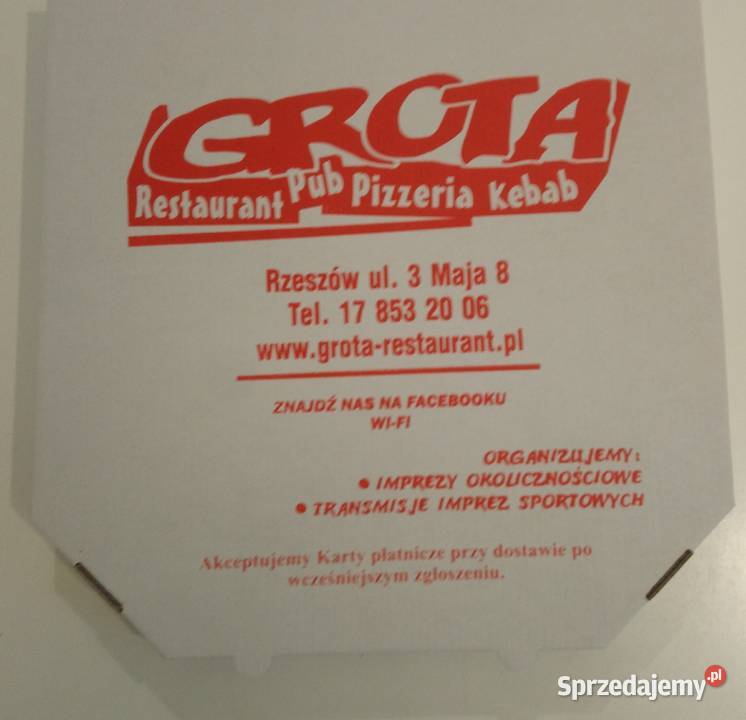 GROTA
Restaurant Pub Pizzeria Kebab
Rzeszów ul. 3 Maja 8
Tel. 17 853 20 06
www.grota-restaurant.pl
ZNAJDŹ NAS NA FACEBOOKU
WI-FI
ORGANIZUJEMY:
• IMPREZY OKOLICZNOŚCIOWE
• TRANSMISJE IMPREZ SPORTOWYCH
Akceptujemy Karty płatnicze przy dostawie po
wcześniejszym zgłoszeniu.
Sprzedajemy.pl